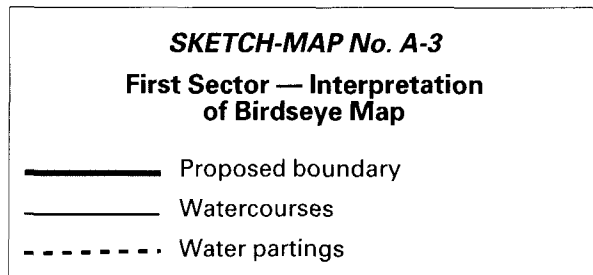 SKETCH-MAP No. A-3
First Sector — Interpretation
of Birdseye Map
Proposed boundary
Watercourses
Water partings